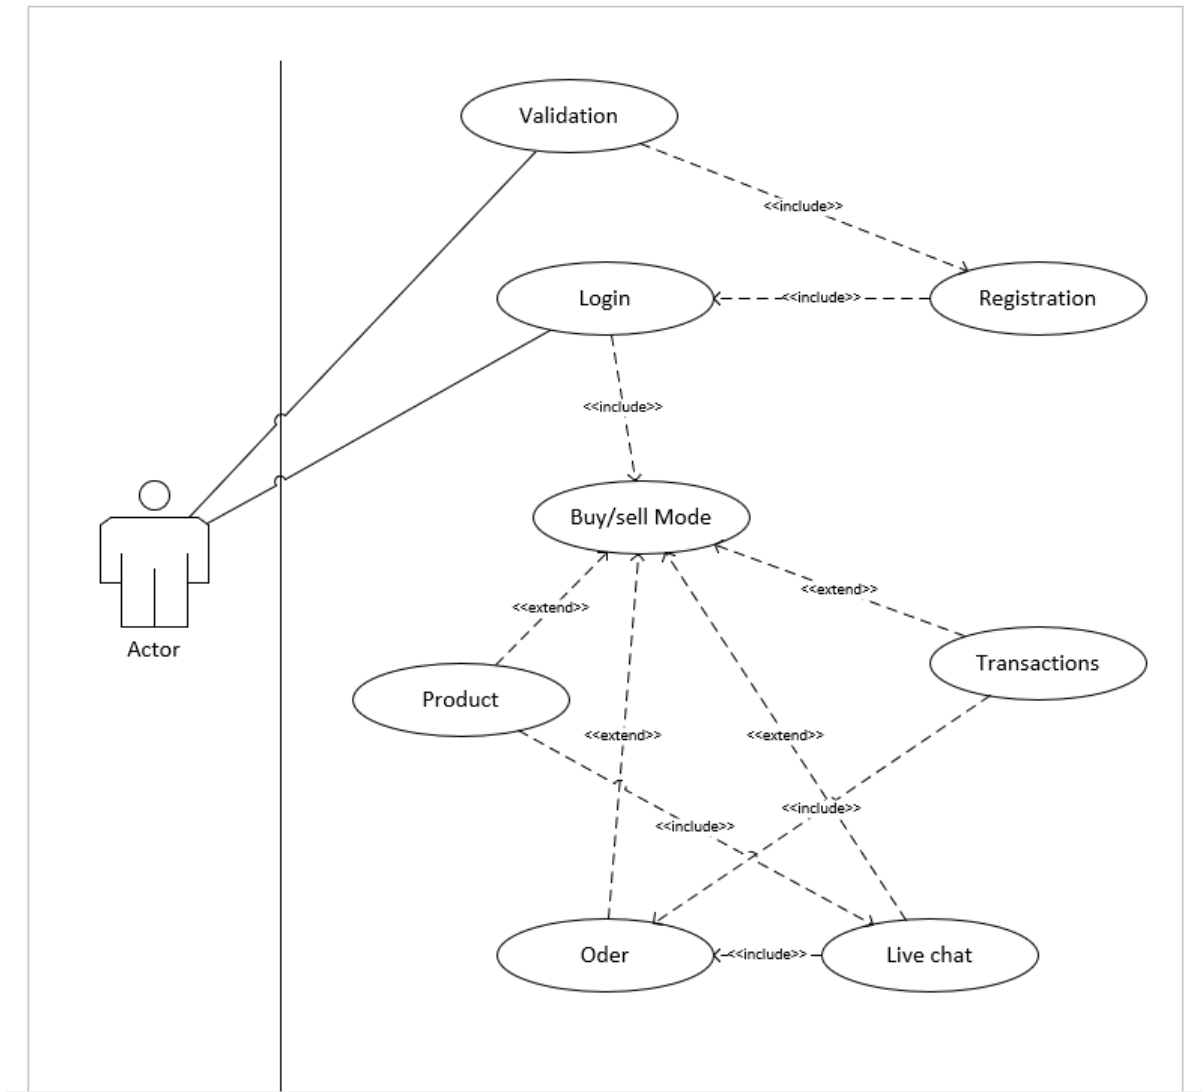 Validation
<<include>>
Login
<<include>>
Registration
<<include>>
Buy/sell Mode
<<extend>>
<<extend>>
Actor
Transactions
Product
<<extend>>
<<extend>>
<<include>>
<<include>>
Oder
<<include>>
Live chat